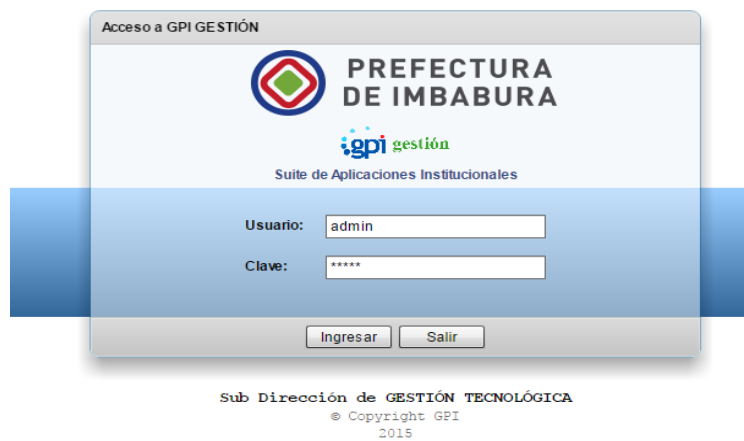 Acceso a GPI GESTIÓN
PREFECTURA
DE IMBABURA
gpi gestión
Suite de Aplicaciones Institucionales
Usuario: admin
Clave: *****
Ingresar Salir
Sub Dirección de GESTIÓN TECNOLÓGICA
© Copyright GPI
2015